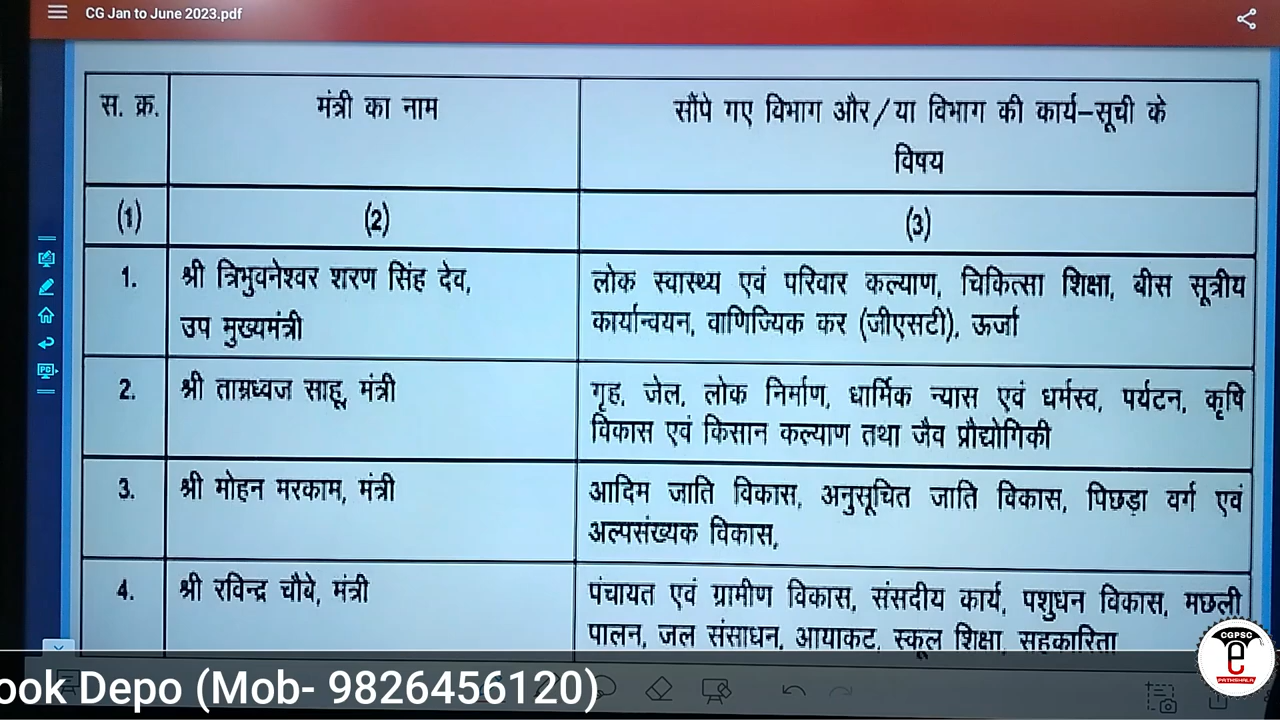 CG Jan to June 2023.pdf
स. क्र. मंत्री का नाम सौंपे गए विभाग और/या विभाग की कार्य-सूची के
विषय
(1) (2) (3)
1. श्री त्रिभुवनेश्वर शरण सिंह देव, लोक स्वास्थ्य एवं परिवार कल्याण, चिकित्सा शिक्षा, बीस सूत्रीय
उप मुख्यमंत्री कार्यान्वयन, वाणिज्यिक कर (जीएसटी), ऊर्जा
2. श्री ताम्रध्वज साहू, मंत्री गृह, जेल, लोक निर्माण, धार्मिक न्यास एवं धर्मस्व, पर्यटन, कृषि
विकास एवं किसान कल्याण तथा जैव प्रौद्योगिकी
3. श्री मोहन मरकाम, मंत्री आदिम जाति विकास, अनुसूचित जाति विकास, पिछड़ा वर्ग एवं
अल्पसंख्यक विकास,
4. श्री रविन्द्र चौबे, मंत्री पंचायत एवं ग्रामीण विकास, संसदीय कार्य, पशुधन विकास, मछली
पालन, जल संसाधन, आयाकट, स्कूल शिक्षा, सहकारिता
CGPSC
e
PATHSHALA
ook Depo (Mob- 9826456120)